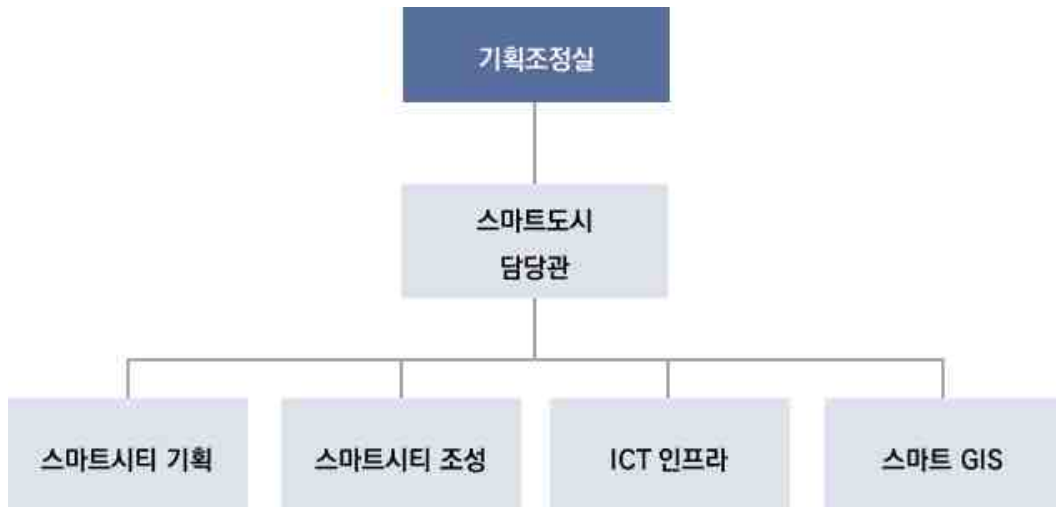 기획조정실
스마트도시
담당관
스마트시티 기획
스마트시티 조성
ICT 인프라
스마트 GIS